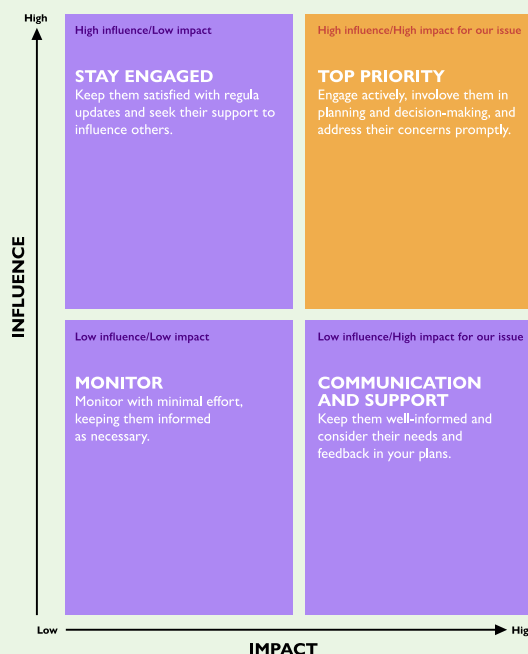 High
High influence/Low impact
STAY ENGAGED
Keep them satisfied with regula
updates and seek their support to
influence others.
High influence/High impact for our issue
TOP PRIORITY
Engage actively, involove them in
planning and decision-making, and
address their concerns promptly.
INFLUENCE
Low influence/Low impact
MONITOR
Monitor with minimal effort,
keeping them informed
as necessary.
Low influence/High impact for our issue
COMMUNICATION
AND SUPPORT
Keep them well-informed and
consider their needs and
feedback in your plans.
Low
High
IMPACT